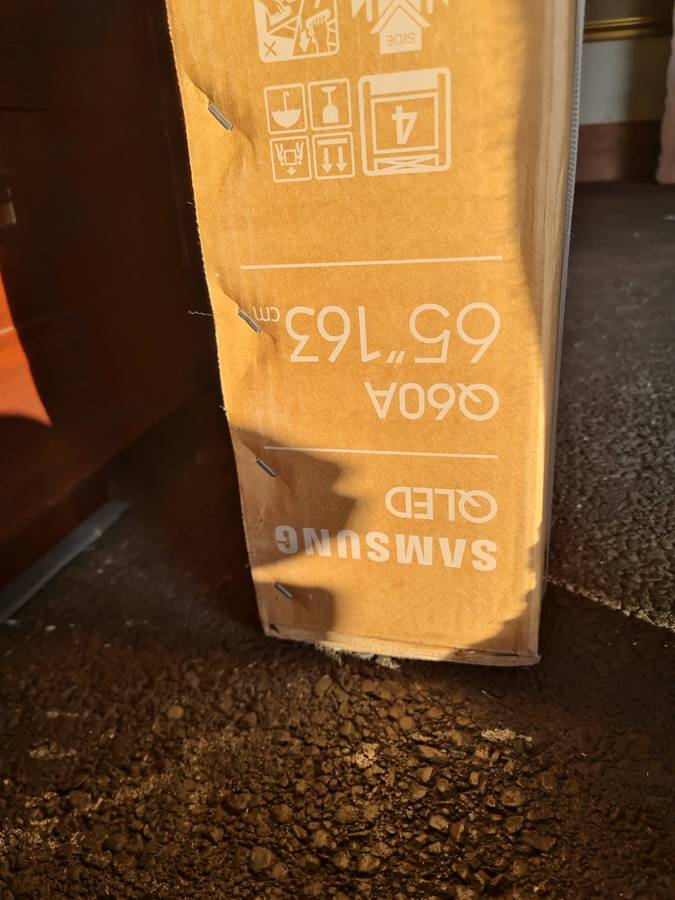 SAMSUNG
QLED
Q60A
65" 163 cm
4
SIDE